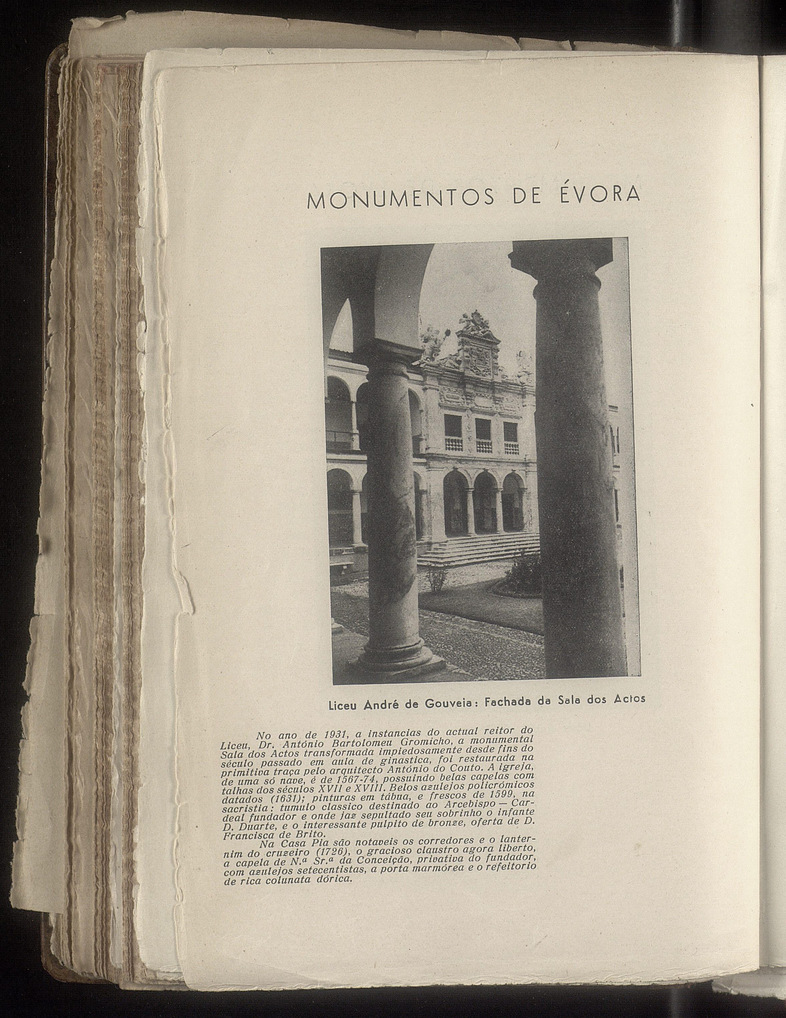 MONUMENTOS DE ÉVORA
Liceu André de Gouveia: Fachada da Sala dos Actos
No ano de 1931, a instancias do actual reitor do
Liceu, Dr. António Bartolomeu Gromicho, a monumental
Sala dos Actos transformada impiedosamente desde fins do
século passado em aula de ginastica, foi restaurada na
primitiva traça pelo arquitecto António do Couto. A igreja,
de uma só nave, é de 1567-74, possuindo belas capelas com
talhas dos séculos XVII e XVIII. Belos azulejos policrómicos
datados (1631); pinturas em tábua, e frescos de 1599, na
sacristia: tumulo classico destinado ao Arcebispo — Car-
deal fundador e onde jaz sepultado seu sobrinho o infante
D. Duarte, e o interessante pulpito de bronze, oferta de D.
Francisca de Brito.
Na Casa Pia são notaveis os corredores e o lanter-
nim do cruzeiro (1726), o gracioso claustro agora liberto,
a capela de N.ª Sr.ª da Conceição, privativa do fundador,
com azulejos setecentistas, a porta marmórea e o refeitorio
de rica colunata dórica.